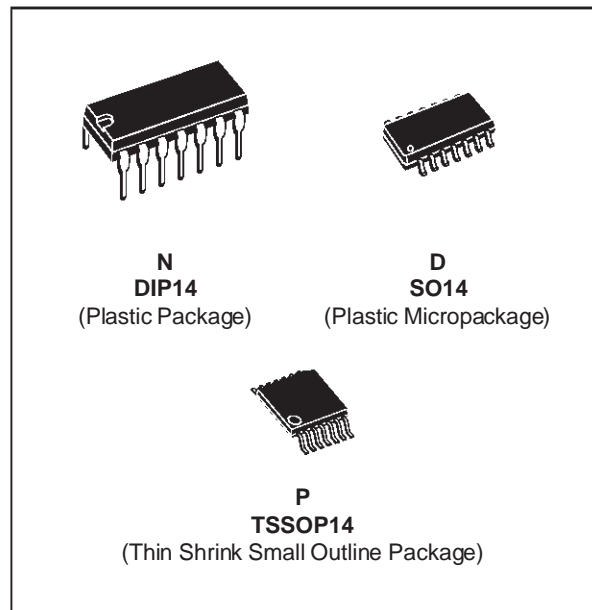 N
DIP14
(Plastic Package)
D
SO14
(Plastic Micropackage)
P
TSSOP14
(Thin Shrink Small Outline Package)